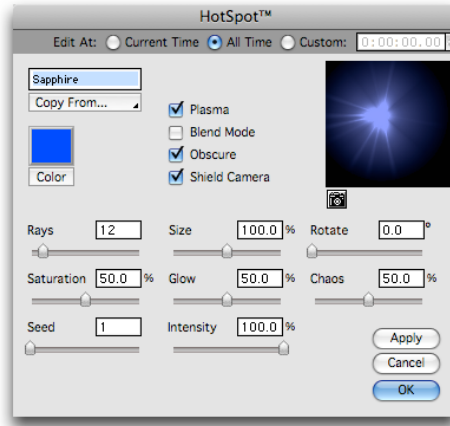 HotSpot™
Edit At: Current Time All Time Custom: 0:00:00.00
Sapphire
Copy From...
Plasma
Blend Mode
Obscure
Shield Camera
Color
Rays 12 Size 100.0 % Rotate 0.0 °
Saturation 50.0 % Glow 50.0 % Chaos 50.0 %
Seed 1 Intensity 100.0 %
Apply
Cancel
OK